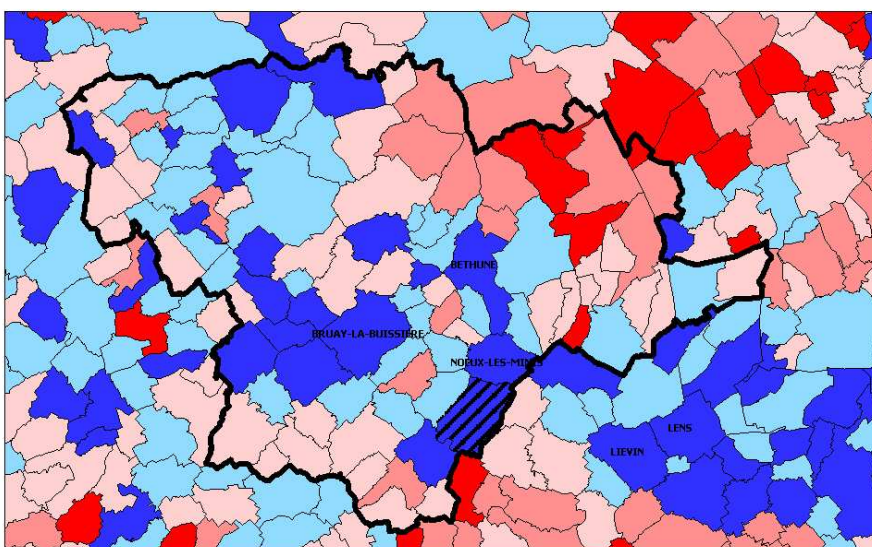 BETHUNE
BRUAY-LA-BUISSIERE
NOEUX-LES-MINES
LENS
LIEVIN